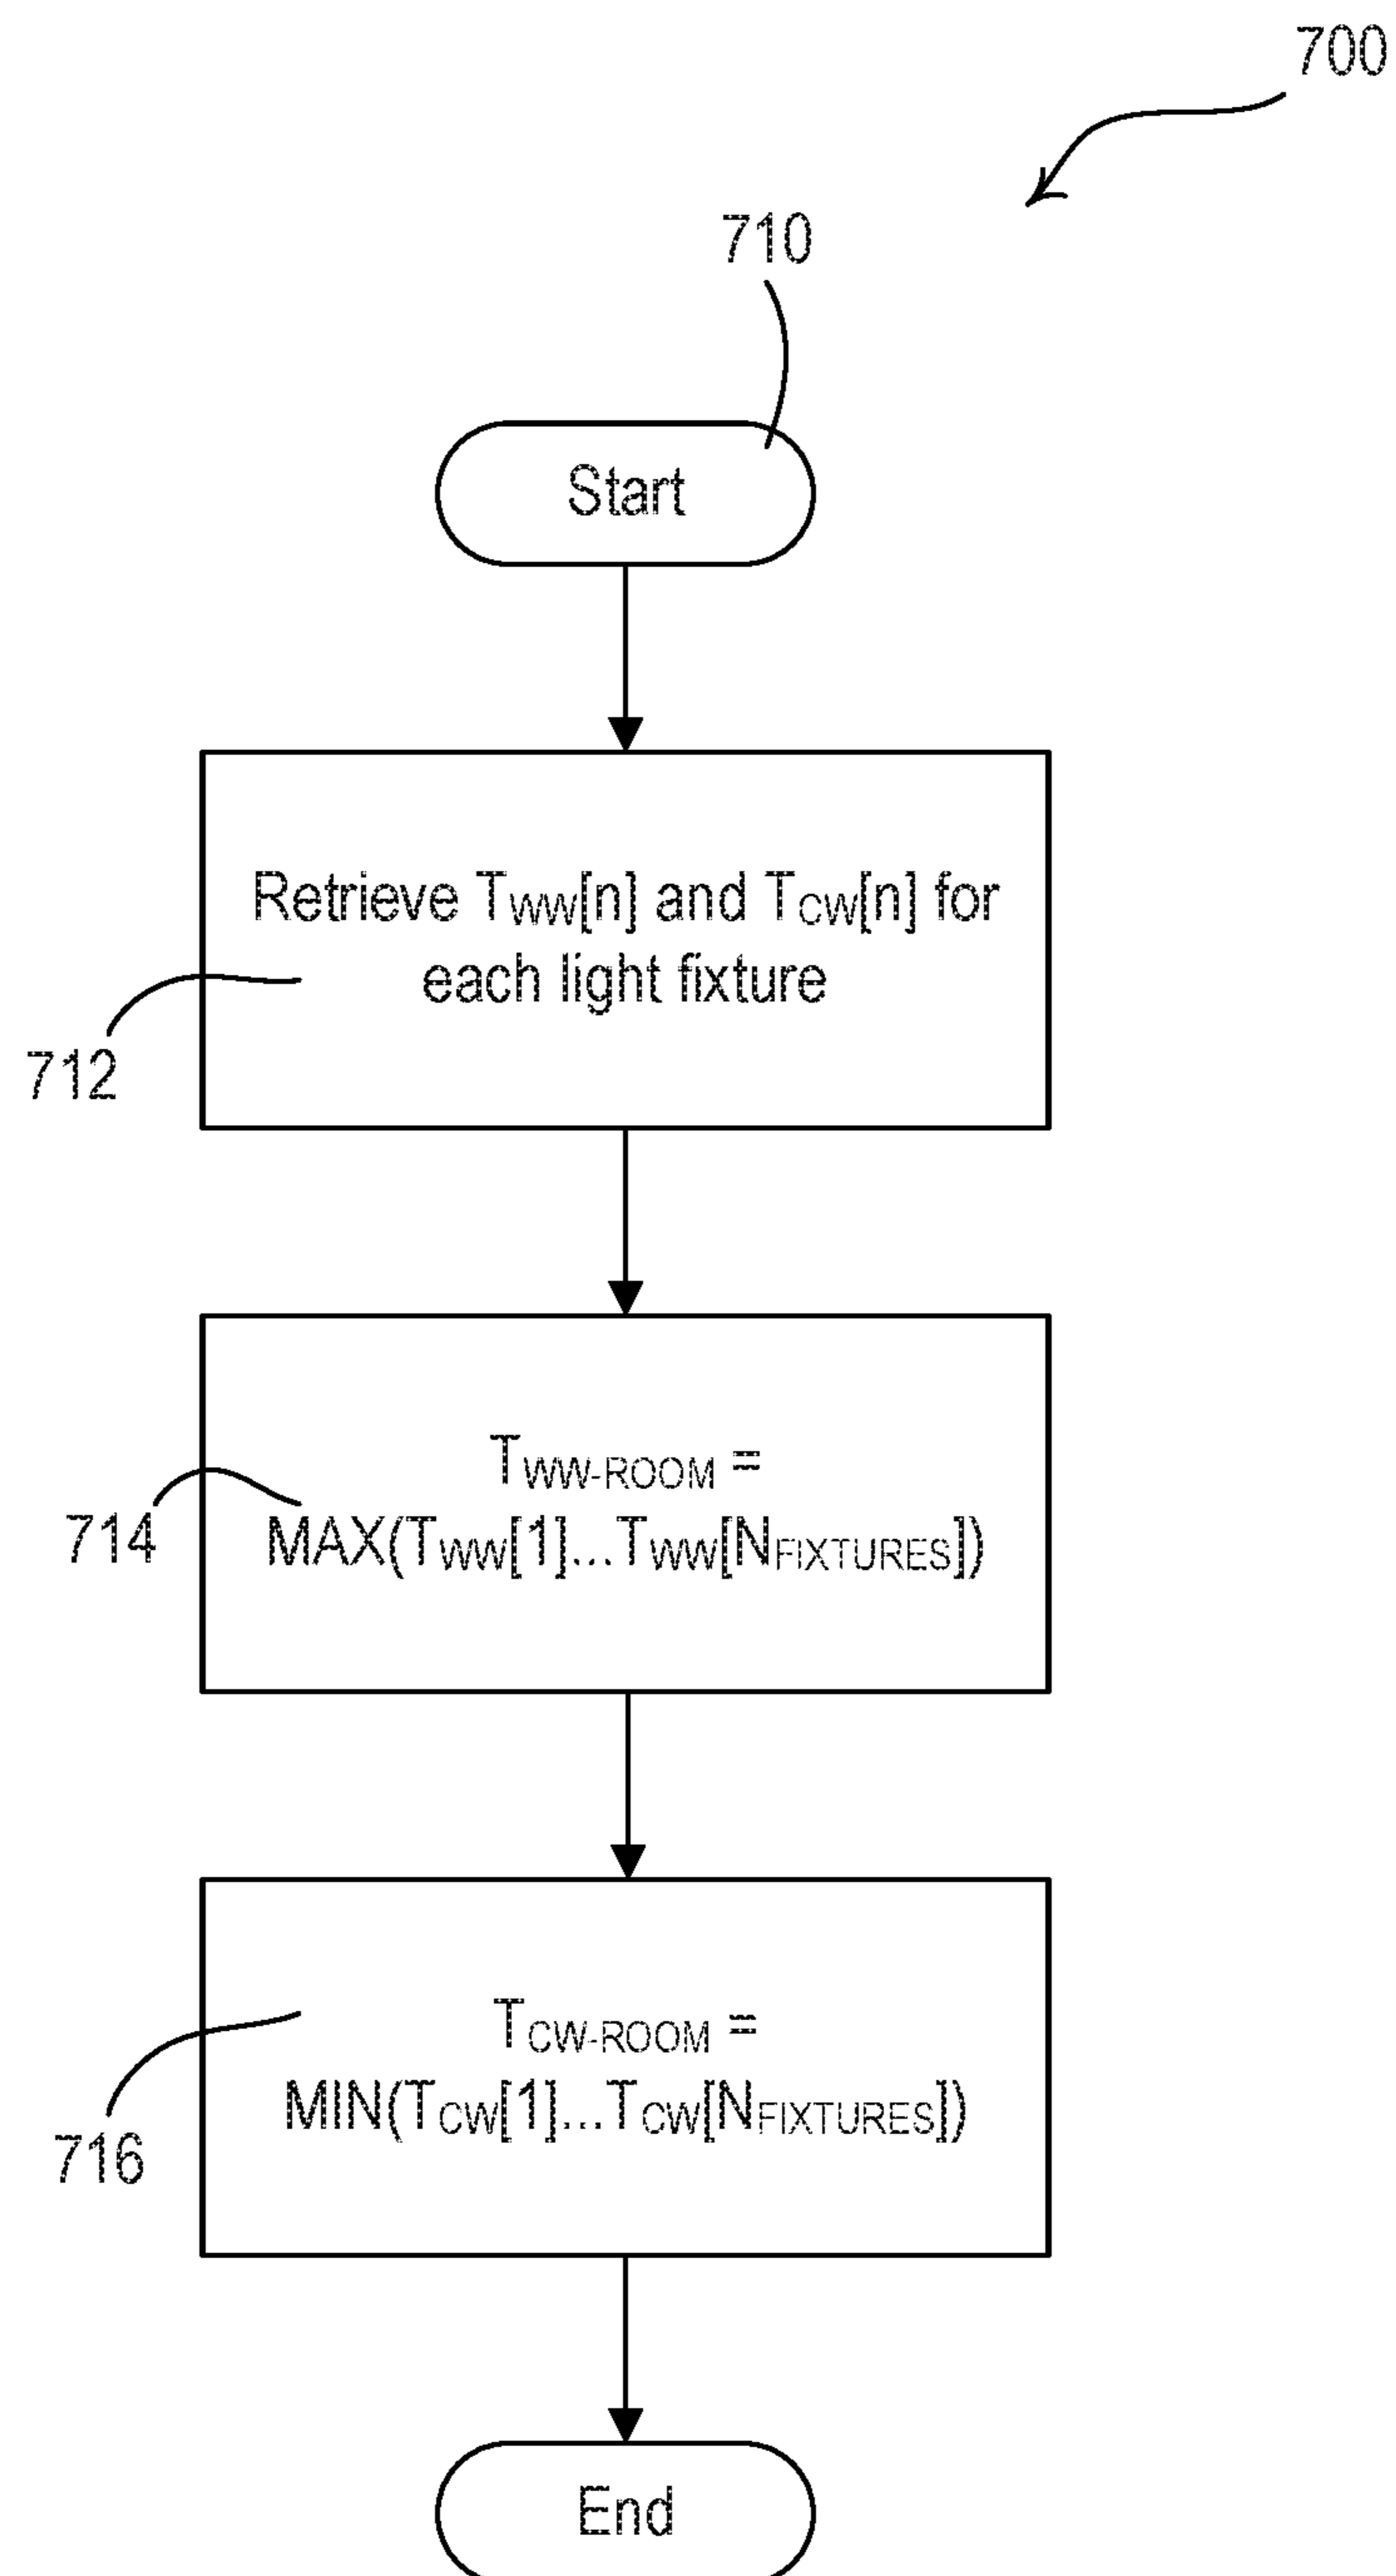 700
710
Start
Retrieve TWW[n] and TCW[n] for
each light fixture
712
TWW-ROOM =
MAX(TWW[1]...TWW[NFIXTURES])
714
TCW-ROOM =
MIN(TCW[1]...TCW[NFIXTURES])
716
End